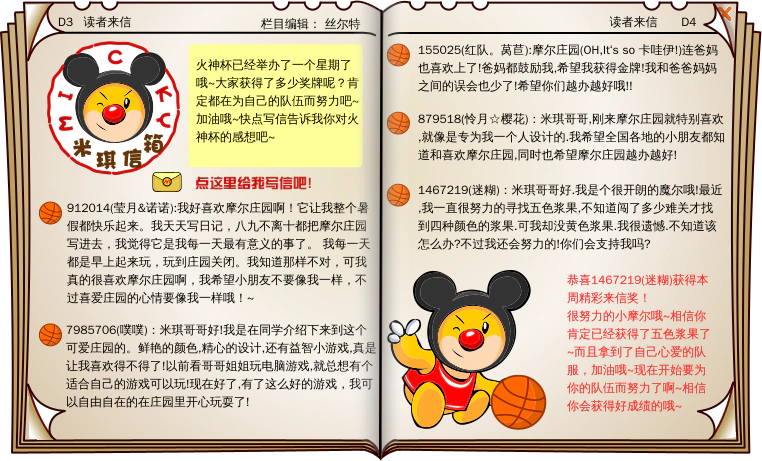 D3 读者来信
栏目编辑： 丝尔特
MICKY
米琪信箱
火神杯已经举办了一个星期了
哦~大家获得了多少奖牌呢？肯
定都在为自己的队伍而努力吧~
加油哦~快点写信告诉我你对火
神杯的感想吧~
点这里给我写信吧!
912014(莹月&诺诺):我好喜欢摩尔庄园啊！它让我整个暑
假都快乐起来。我天天写日记，八九不离十都把摩尔庄园
写进去，我觉得它是我每一天最有意义的事了。 我每一天
都是早上起来玩，玩到庄园关闭。我知道那样不对，可我
真的很喜欢摩尔庄园啊，我希望小朋友不要像我一样，不
过喜爱庄园的心情要像我一样哦！~
7985706(噗噗)：米琪哥哥好!我是在同学介绍下来到这个
可爱庄园的。鲜艳的颜色,精心的设计,还有益智小游戏,真是
让我喜欢得不得了!以前看哥哥姐姐玩电脑游戏,就总想有个
适合自己的游戏可以玩!现在好了,有了这么好的游戏，我可
以自由自在的在庄园里开心玩耍了!
读者来信 D4
155025(红队。莴苣):摩尔庄园(OH,It's so 卡哇伊!)连爸妈
也喜欢上了!爸妈都鼓励我,希望我获得金牌!我和爸爸妈妈
之间的误会也少了!希望你们越办越好哦!!
879518(怜月☆樱花)：米琪哥哥,刚来摩尔庄园就特别喜欢
,就像是专为我一个人设计的.我希望全国各地的小朋友都知
道和喜欢摩尔庄园,同时也希望摩尔庄园越办越好!
1467219(迷糊)：米琪哥哥好.我是个很开朗的魔尔哦!最近
,我一直很努力的寻找五色浆果,不知道闯了多少难关才找
到四种颜色的浆果.可我却没黄色浆果.我很遗憾.不知道该
怎么办?不过我还会努力的!你们会支持我吗?
恭喜1467219(迷糊)获得本
周精彩来信奖！
很努力的小摩尔哦~相信你
肯定已经获得了五色浆果了
~而且拿到了自己心爱的队
服，加油哦~现在开始要为
你的队伍而努力了啊~相信
你会获得好成绩的哦~